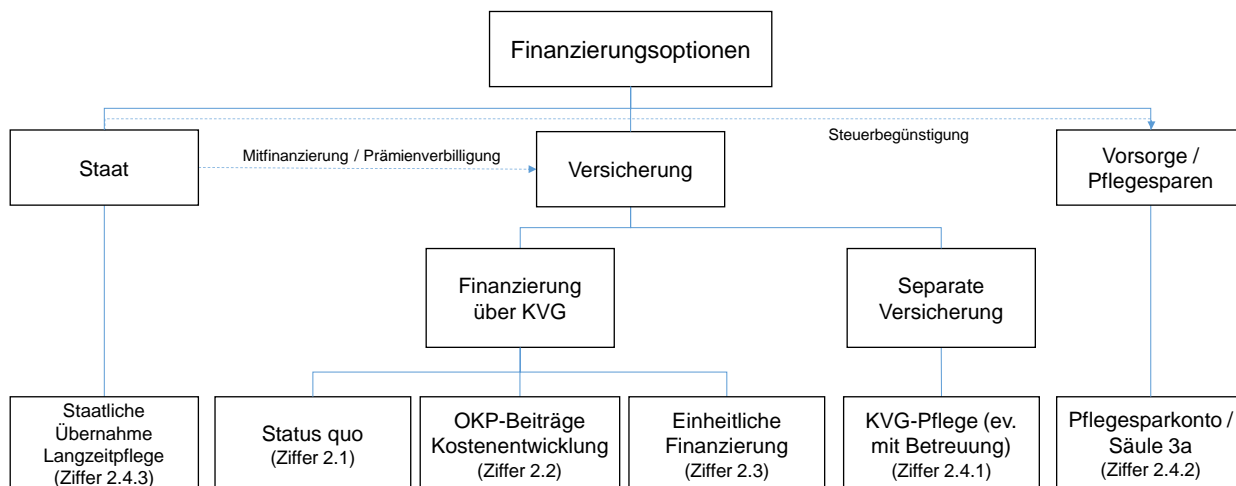 Finanzierungsoptionen
Steuerbegünstigung
Staat
Mitfinanzierung / Prämienverbilligung
Versicherung
Vorsorge /
Pflegesparen
Finanzierung
über KVG
Separate
Versicherung
Staatliche
Übernahme
Langzeitpflege
(Ziffer 2.4.3)
Status quo
(Ziffer 2.1)
OKP-Beiträge
Kostenentwicklung
(Ziffer 2.2)
Einheitliche
Finanzierung
(Ziffer 2.3)
KVG-Pflege (ev.
mit Betreuung)
(Ziffer 2.4.1)
Pflegesparkonto /
Säule 3a
(Ziffer 2.4.2)